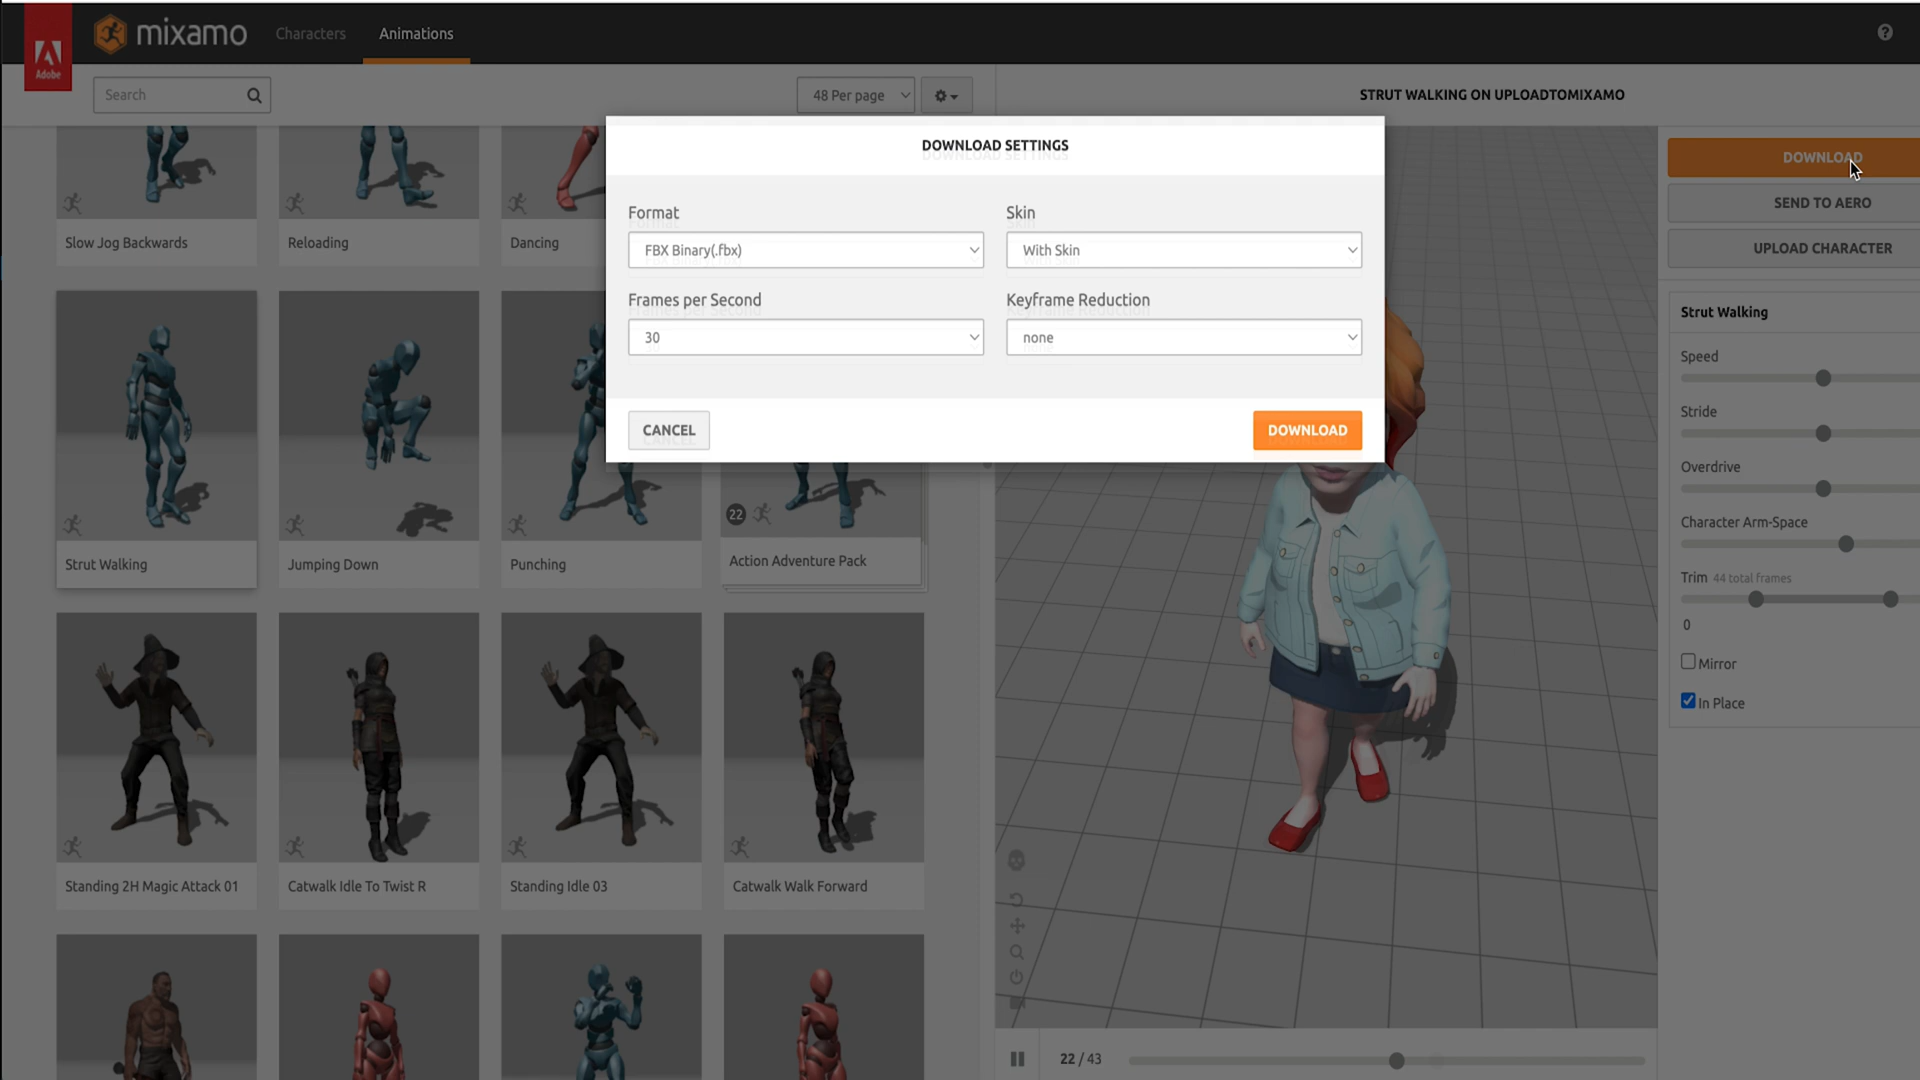 Adobe
mixamo
Characters
Animations
Search
48 Per page
STRUT WALKING ON UPLOADTOMIXAMO
DOWNLOAD SETTINGS
Format
FBX Binary(.fbx)
Skin
With Skin
Frames per Second
30
Keyframe Reduction
none
CANCEL
DOWNLOAD
DOWNLOAD
SEND TO AERO
UPLOAD CHARACTER
Strut Walking
Speed
Stride
Overdrive
Character Arm-Space
Trim 44 total frames
0
Mirror
In Place
Slow Jog Backwards
Reloading
Dancing
Strut Walking
Jumping Down
Punching
22
Action Adventure Pack
Standing 2H Magic Attack 01
Catwalk Idle To Twist R
Standing Idle 03
Catwalk Walk Forward
22 / 43